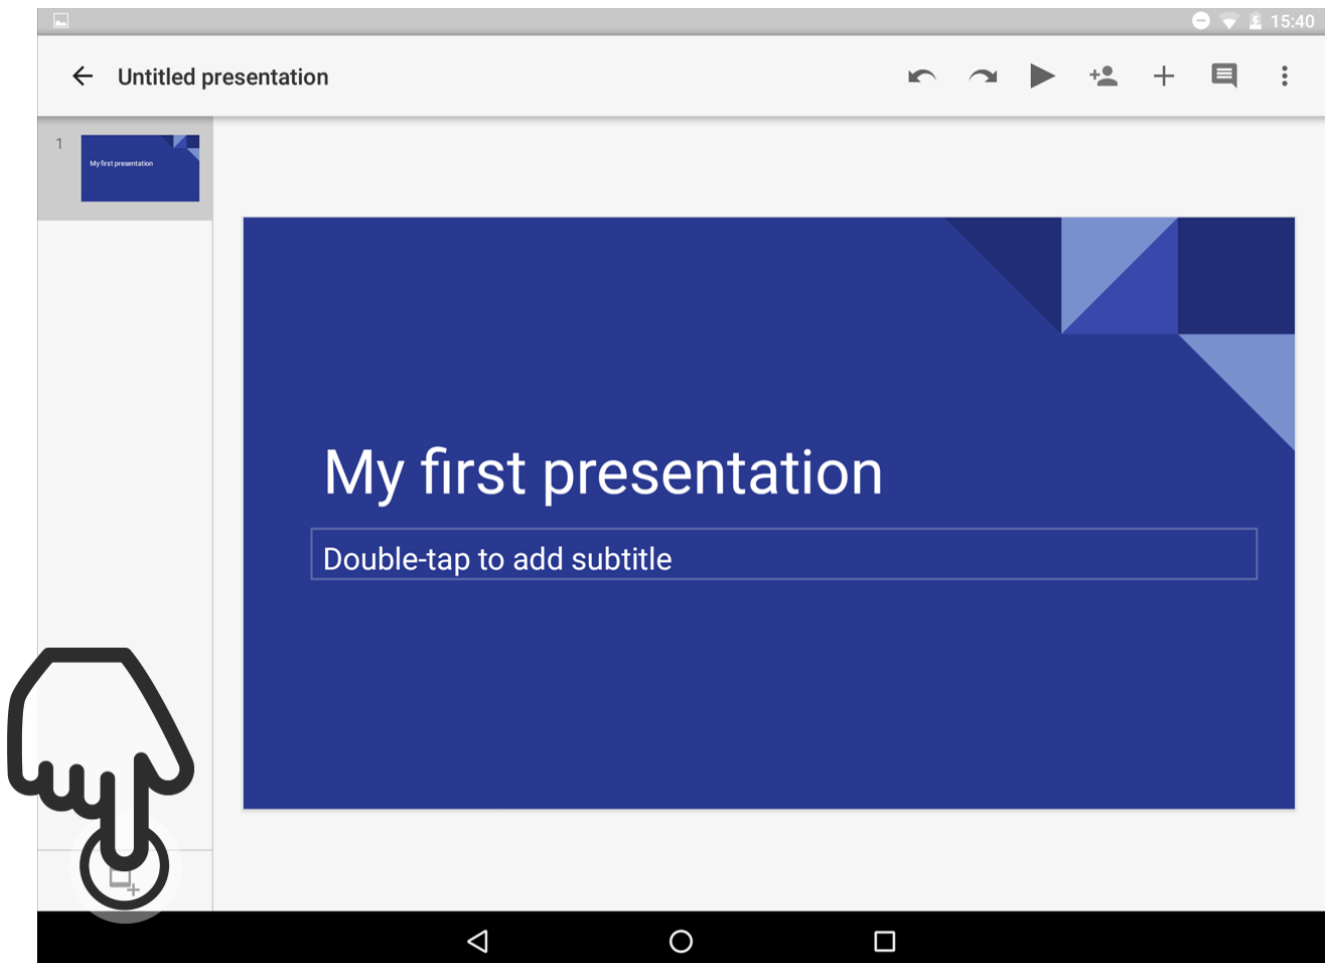 15:40
Untitled presentation
1
My first presentation
My first presentation
Double-tap to add subtitle